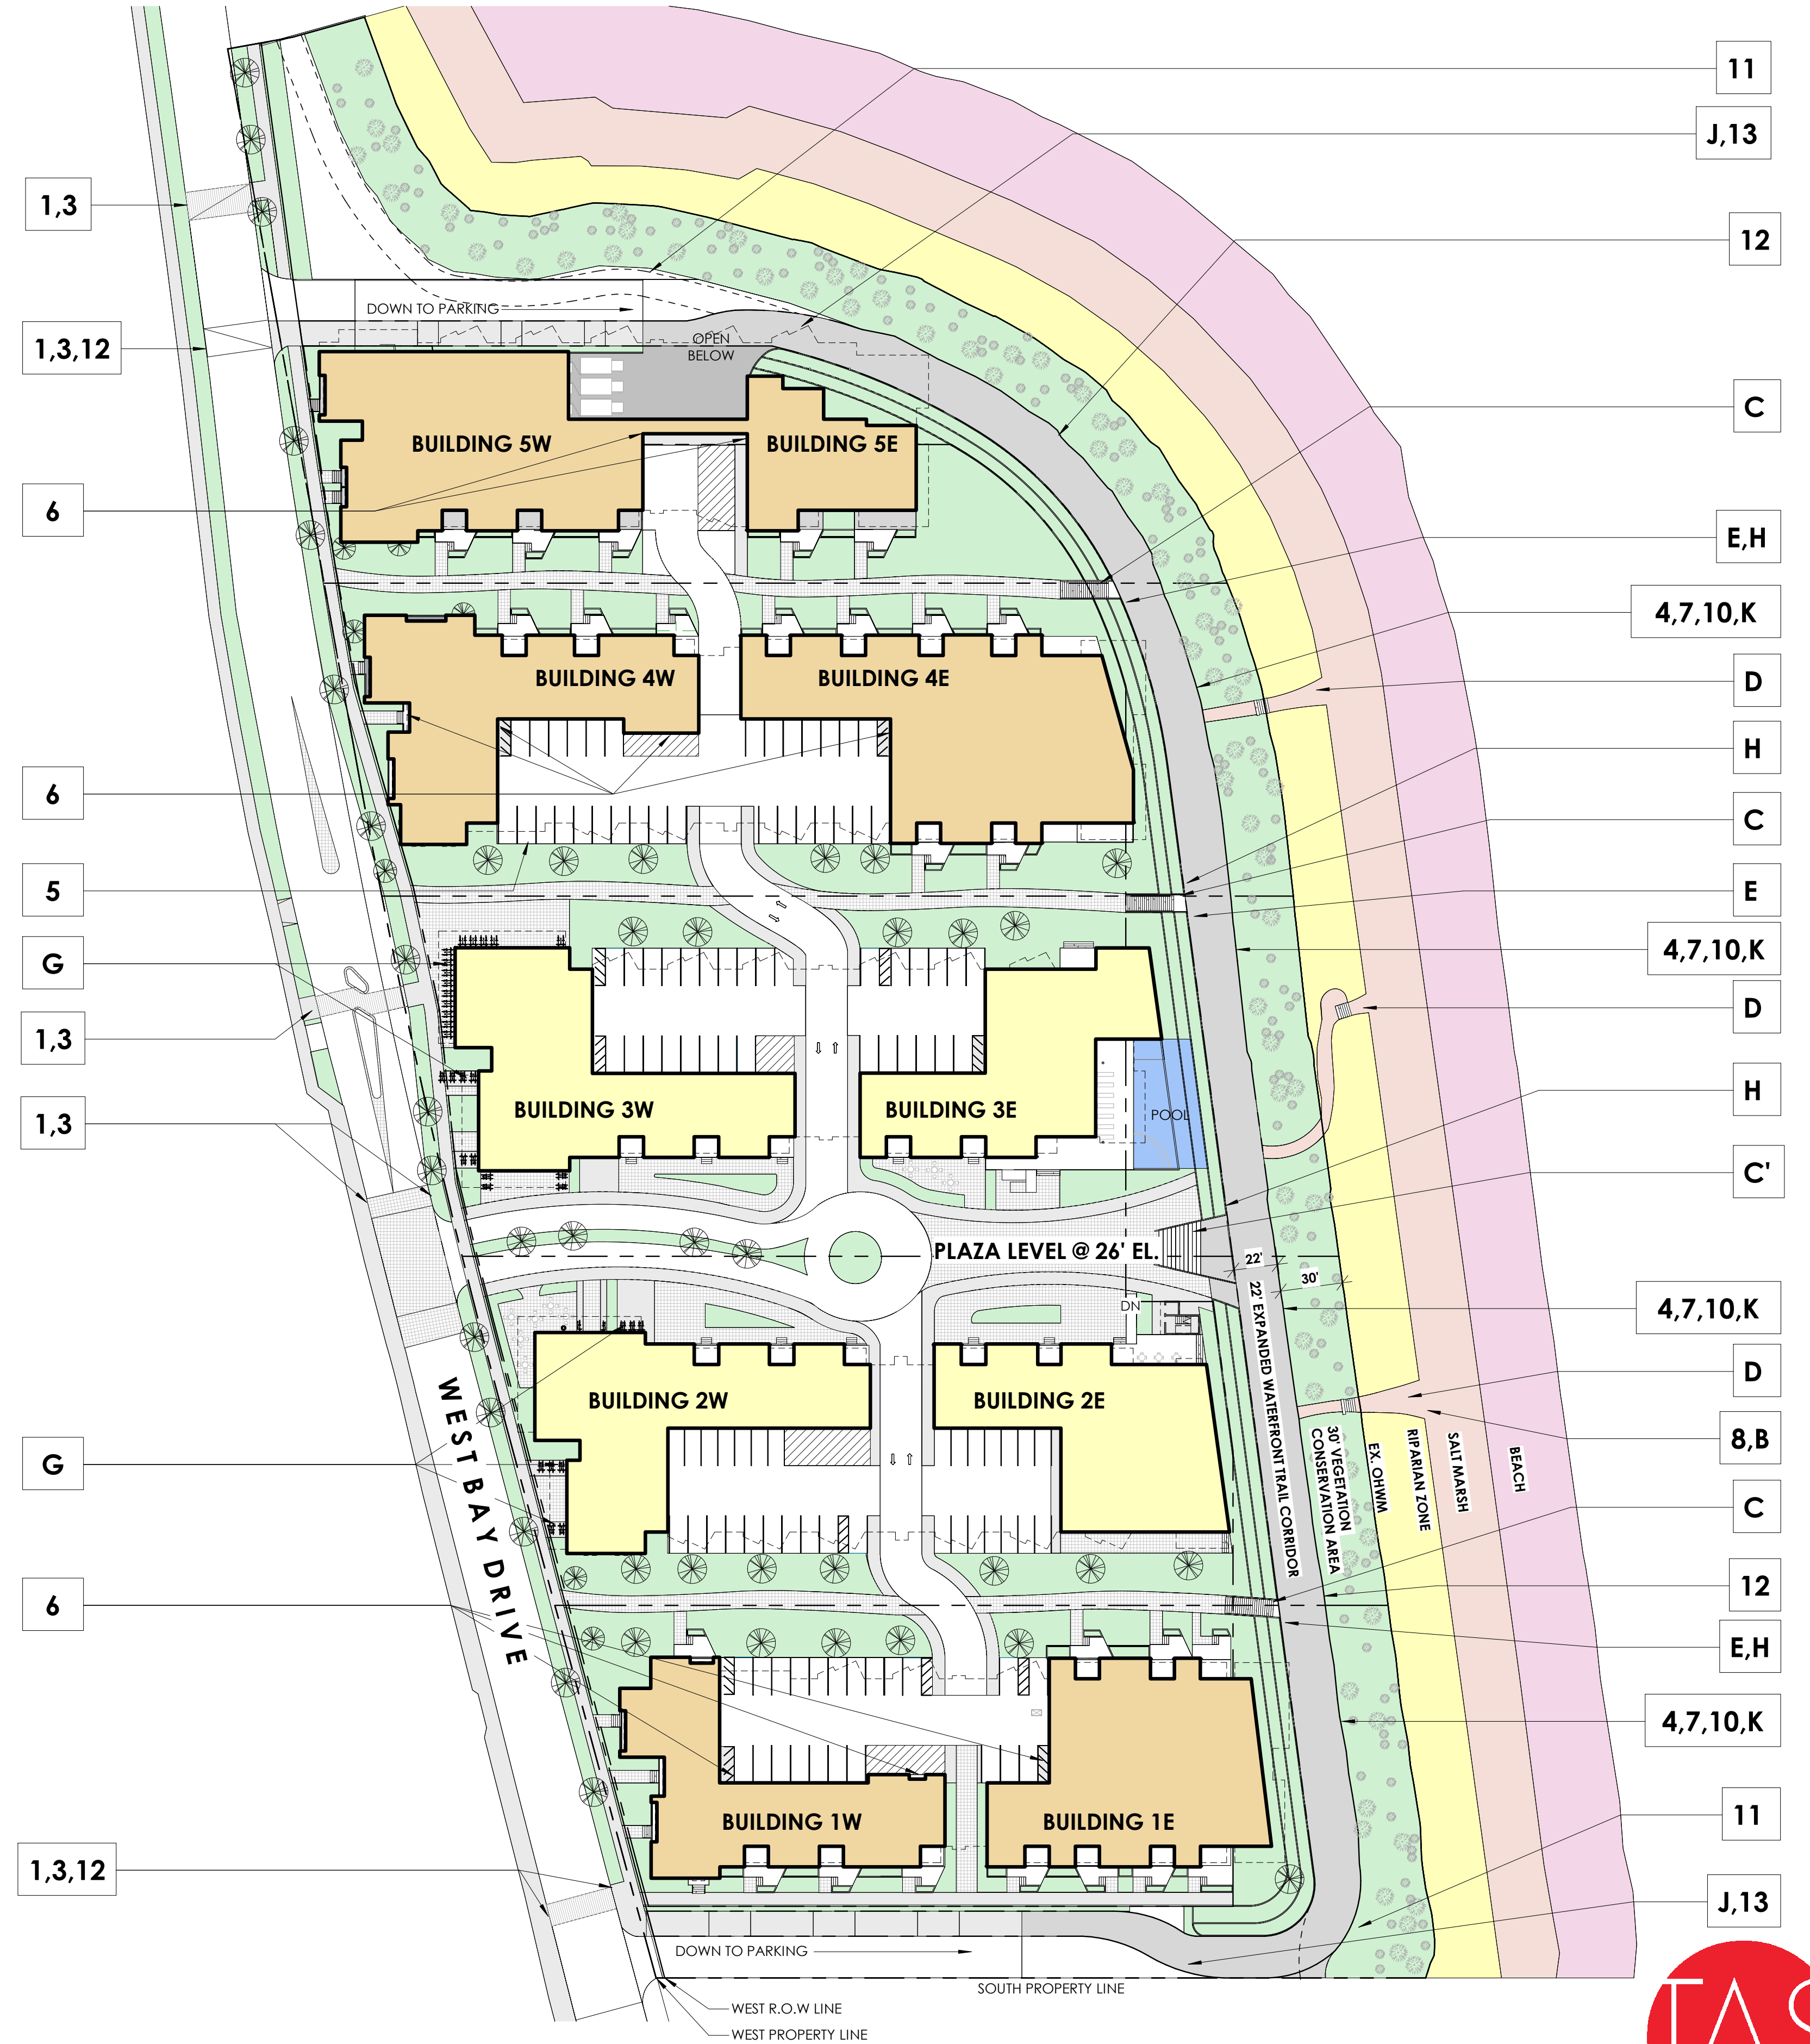 11
J,13
1,3
12
DOWN TO PARKING
1,3,12
OPEN
BELOW
C
BUILDING 5W
BUILDING 5E
6
E,H
4,7,10,K
BUILDING 4W
BUILDING 4E
D
H
6
C
5
E
G
4,7,10,K
D
1,3
H
BUILDING 3W
BUILDING 3E
POOL
1,3
C'
PLAZA LEVEL @ 26' EL.
22'
30'
DN
4,7,10,K
22' EXPANDED WATERFRONT TRAIL CORRIDOR
30' VEGETATION
CONSERVATION AREA
EX. OHWM
RIPARIAN ZONE
SALT MARSH
BEACH
D
BUILDING 2W
BUILDING 2E
WEST BAY DRIVE
8,B
G
C
12
6
E,H
4,7,10,K
BUILDING 1W
BUILDING 1E
11
1,3,12
J,13
DOWN TO PARKING
SOUTH PROPERTY LINE
WEST R.O.W LINE
WEST PROPERTY LINE
TAS